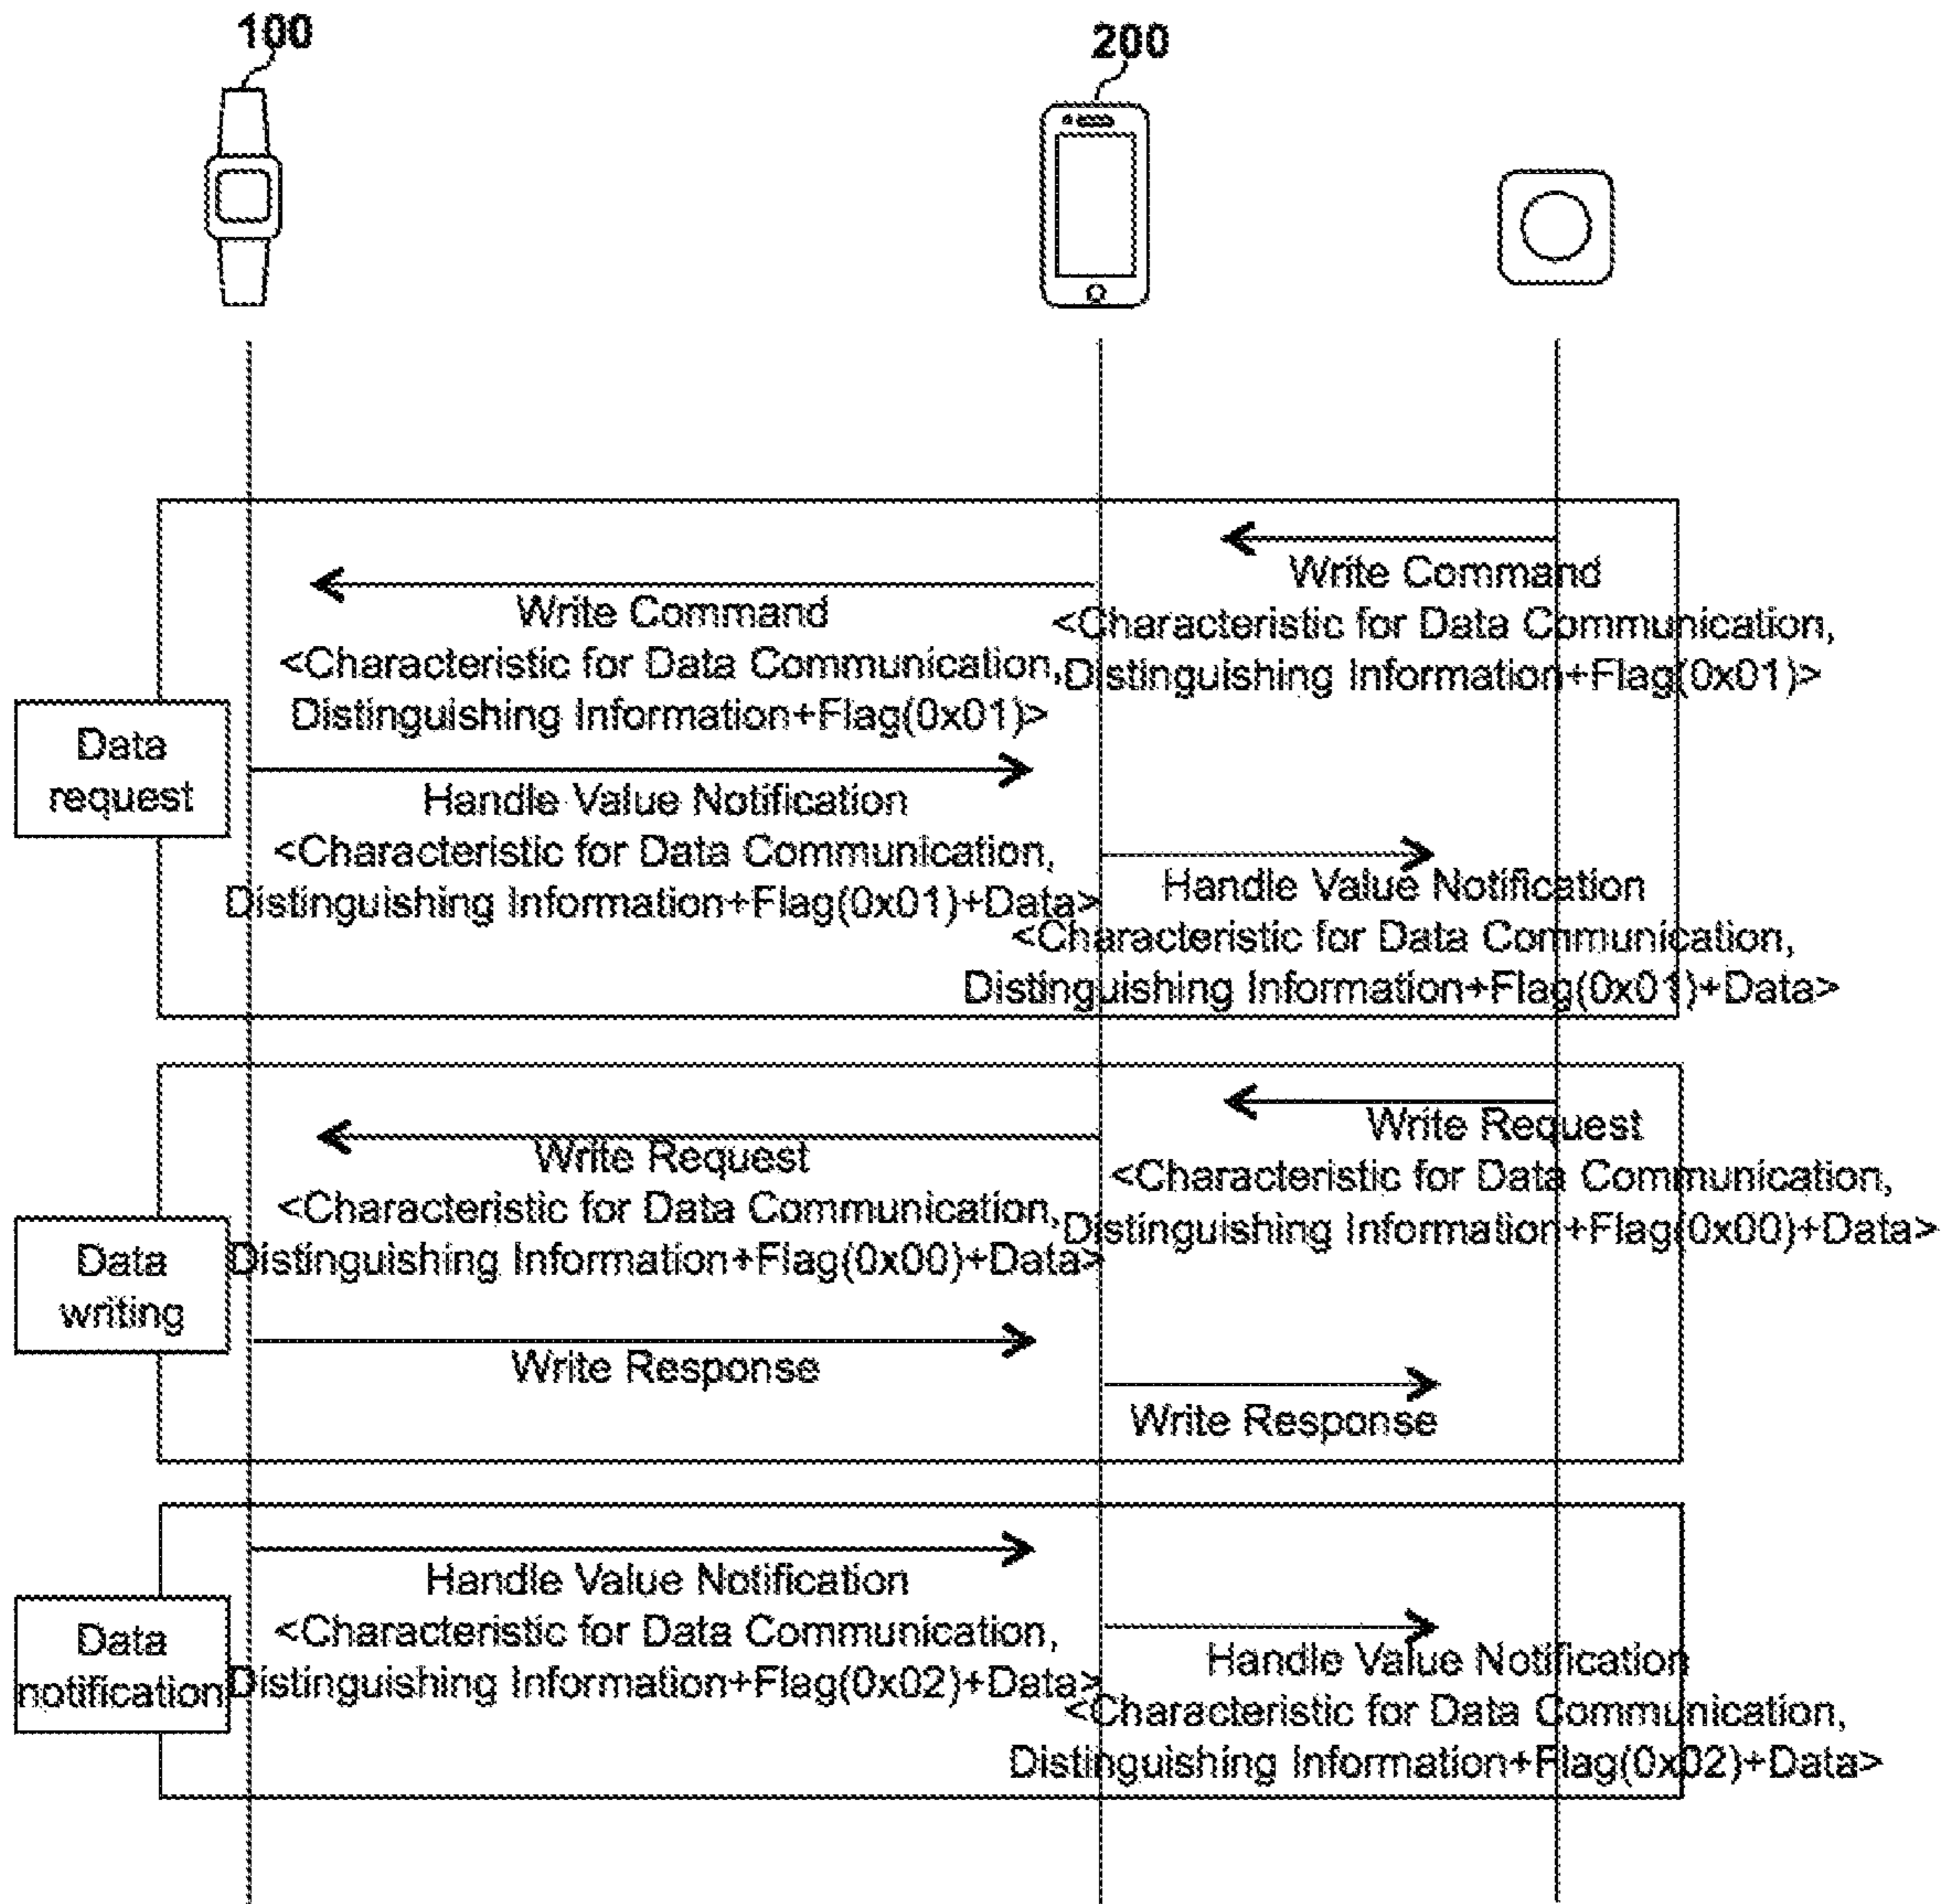 100
200
Write Command
<Characteristic for Data Communication,
Distinguishing Information+Flag(0x01)>
Write Command
<Characteristic for Data Communication,
Distinguishing Information+Flag(0x01)>
Data
request
Handle Value Notification
<Characteristic for Data Communication,
Distinguishing Information+Flag(0x01)+Data>
Handle Value Notification
<Characteristic for Data Communication,
Distinguishing Information+Flag(0x01)+Data>
Write Request
<Characteristic for Data Communication,
Distinguishing Information+Flag(0x00)+Data>
Write Request
<Characteristic for Data Communication,
Distinguishing Information+Flag(0x00)+Data>
Data
writing
Write Response
Write Response
Handle Value Notification
<Characteristic for Data Communication,
Distinguishing Information+Flag(0x02)+Data>
Data
notification
Handle Value Notification
<Characteristic for Data Communication,
Distinguishing Information+Flag(0x02)+Data>